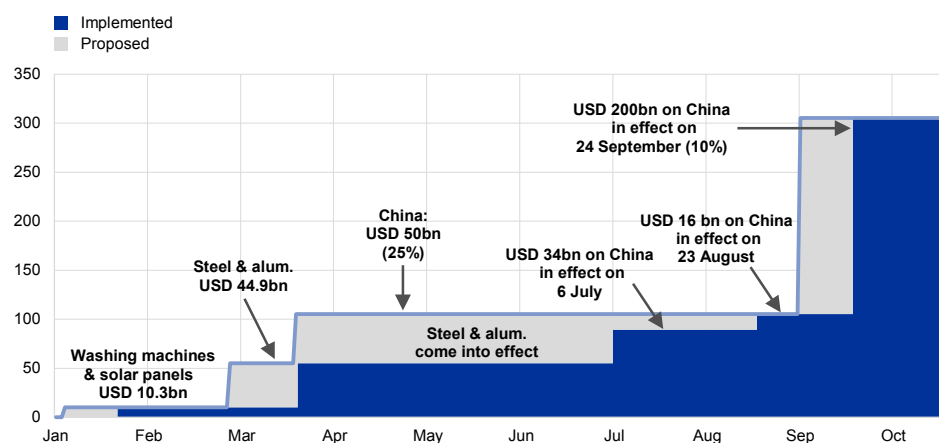 Implemented
Proposed
350
300
250
200
150
100
50
0
USD 200bn on China
in effect on
24 September (10%)
China:
USD 50bn
(25%)
USD 16 bn on China
in effect on
23 August
Steel & alum.
USD 44.9bn
USD 34bn on China
in effect on
6 July
Steel & alum.
come into effect
Washing machines
& solar panels
USD 10.3bn
Jan Feb Mar Apr May Jun Jul Aug Sep Oct